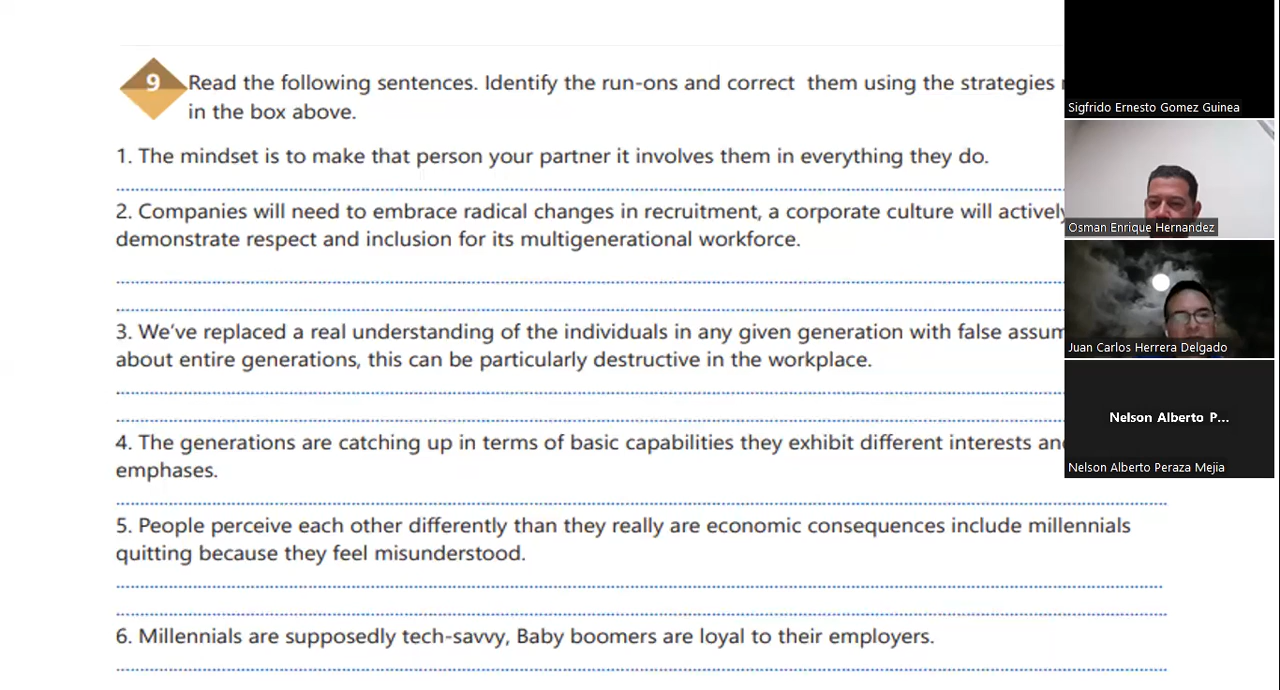 9
Read the following sentences. Identify the run-ons and correct them using the strategies
in the box above.
1. The mindset is to make that person your partner it involves them in everything they do.
2. Companies will need to embrace radical changes in recruitment, a corporate culture will actively
demonstrate respect and inclusion for its multigenerational workforce.
3. We’ve replaced a real understanding of the individuals in any given generation with false
about entire generations, this can be particularly destructive in the workplace.
4. The generations are catching up in terms of basic capabilities they exhibit different interests and
emphases.
5. People perceive each other differently than they really are economic consequences include millennials
quitting because they feel misunderstood.
6. Millennials are supposedly tech-savvy, Baby boomers are loyal to their employers.
Sigfrido Ernesto Gomez Guinea
Osman Enrique Hernandez
Juan Carlos Herrera Delgado
Nelson Alberto P...
Nelson Alberto Peraza Mejia